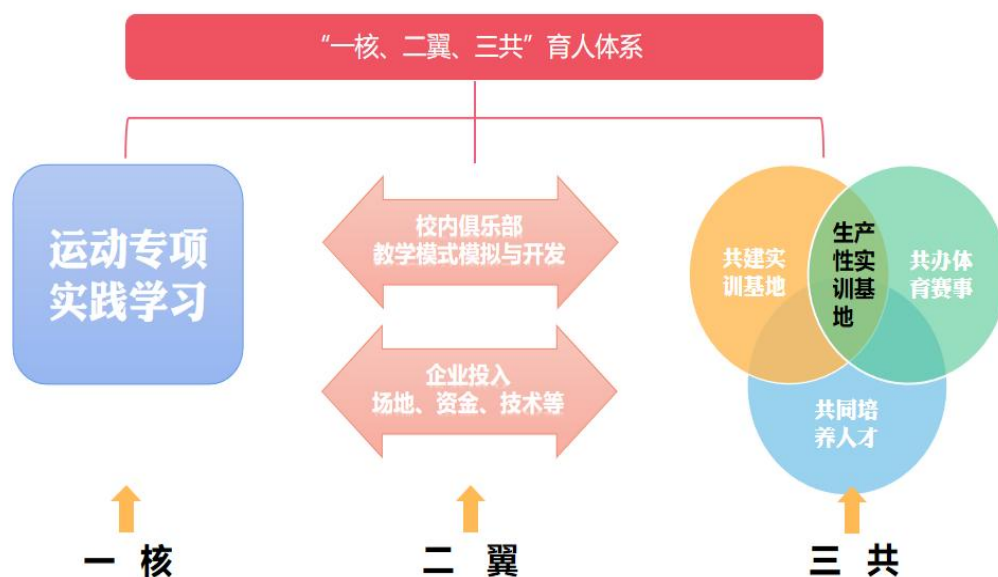 “一核、二翼、三共”育人体系
运动专项
实践学习
校内俱乐部
教学模式模拟与开发
企业投入
场地、资金、技术等
共建实
训基地
生产
性实
训基
地
共办体
育赛事
共同培
养人才
一 核
二 翼
三 共